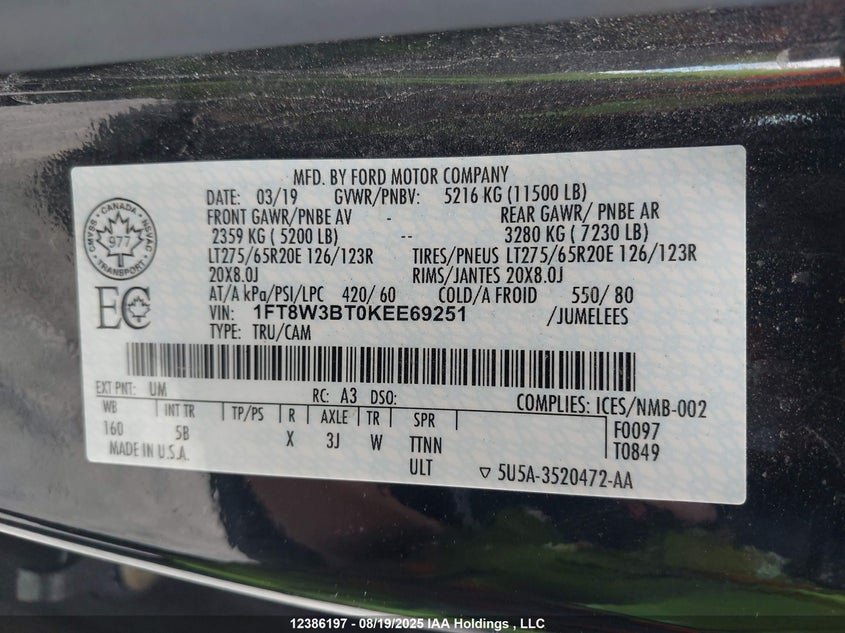 MFD. BY FORD MOTOR COMPANY
DATE: 03/19 GVWR/PNBV: 5216 KG (11500 LB)
FRONT GAWR/PNBE AV - REAR GAWR/ PNBE AR
2359 KG ( 5200 LB) -- 3280 KG ( 7230 LB)
LT275/65R20E 126/123R TIRES/PNEUS LT275/65R20E 126/123R
20X8.0J RIMS/JANTES 20X8.0J
AT/A kPa/PSI/LPC 420/ 60 COLD/A FROID 550/ 80
VIN: 1FT8W3BT0KEE69251 /JUMELEES
TYPE: TRU/CAM
CANADA
CMVSS NSVAC
977
TRANSPORT
EC
EXT PNT: UM RC: A3 DSO: COMPLIES: ICES/NMB-002
WB INT TR TP/PS R AXLE TR SPR F0097
160 5B X 3J W TTNN T0849
MADE IN U.S.A. ULT ▽ 5U5A-3520472-AA
12386197 - 08/19/2025 IAA Holdings , LLC